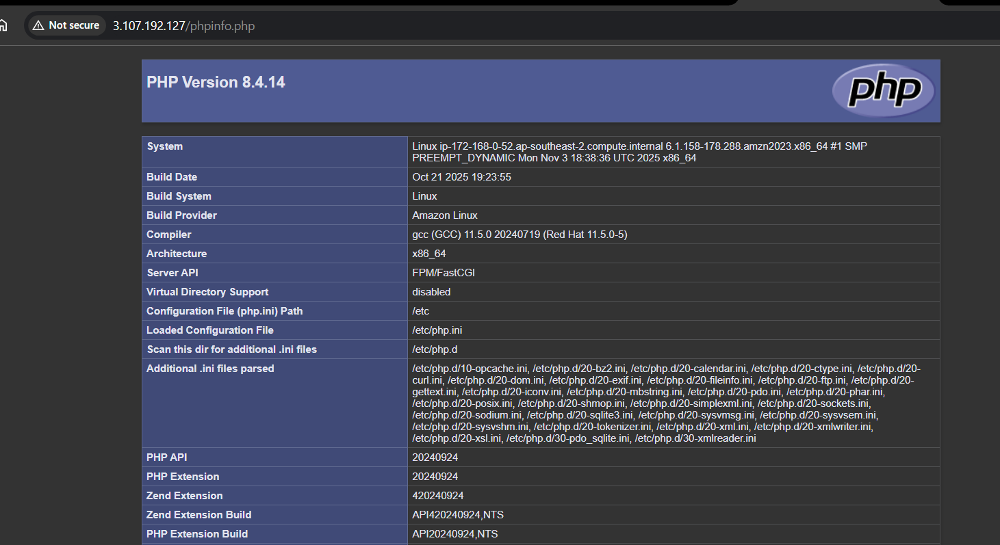 Not secure 3.107.192.127/phpinfo.php
PHP Version 8.4.14
php
System Linux ip-172-168-0-52.ap-southeast-2.compute.internal 6.1.158-178.288.amzn2023.x86_64 #1 SMP
PREEMPT_DYNAMIC Mon Nov 3 18:38:36 UTC 2025 x86_64
Build Date Oct 21 2025 19:23:55
Build System Linux
Build Provider Amazon Linux
Compiler gcc (GCC) 11.5.0 20240719 (Red Hat 11.5.0-5)
Architecture x86_64
Server API FPM/FastCGI
Virtual Directory Support disabled
Configuration File (php.ini) Path /etc
Loaded Configuration File /etc/php.ini
Scan this dir for additional .ini files /etc/php.d
Additional .ini files parsed /etc/php.d/10-opcache.ini, /etc/php.d/20-bz2.ini, /etc/php.d/20-calendar.ini, /etc/php.d/20-ctype.ini, /etc/php.d/20-
curl.ini, /etc/php.d/20-dom.ini, /etc/php.d/20-exif.ini, /etc/php.d/20-fileinfo.ini, /etc/php.d/20-ftp.ini, /etc/php.d/20-
gettext.ini, /etc/php.d/20-iconv.ini, /etc/php.d/20-mbstring.ini, /etc/php.d/20-pdo.ini, /etc/php.d/20-phar.ini,
/etc/php.d/20-posix.ini, /etc/php.d/20-shmop.ini, /etc/php.d/20-simplexml.ini, /etc/php.d/20-sockets.ini,
/etc/php.d/20-sodium.ini, /etc/php.d/20-sqlite3.ini, /etc/php.d/20-sysvmsg.ini, /etc/php.d/20-sysvsem.ini,
/etc/php.d/20-sysvshm.ini, /etc/php.d/20-tokenizer.ini, /etc/php.d/20-xml.ini, /etc/php.d/20-xmlwriter.ini,
/etc/php.d/20-xsl.ini, /etc/php.d/30-pdo_sqlite.ini, /etc/php.d/30-xmlreader.ini
PHP API 20240924
PHP Extension 20240924
Zend Extension 420240924
Zend Extension Build API420240924,NTS
PHP Extension Build API20240924,NTS